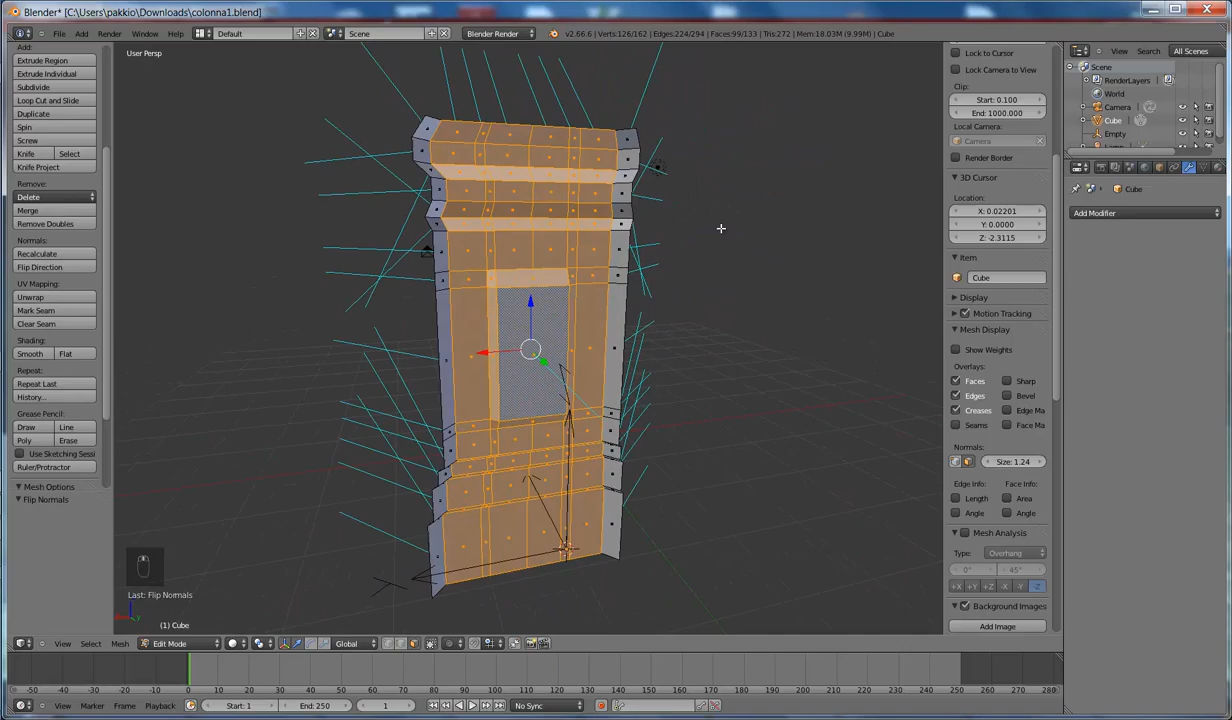 Blender* [C:\Users\pakkio\Downloads\colonna1.blend]
File Add Render Window Help Default Scene Blender Render v2.66.6 | Verts:126/162 | Edges:224/294 | Faces:99/133 | Tris:272 | Mem:18.03M (9.99M) | Cube
Add:
Extrude Region
Extrude Individual
Subdivide
Loop Cut and Slide
Duplicate
Spin
Screw
Knife Select
Knife Project
Remove:
Delete
Merge
Remove Doubles
Normals:
Recalculate
Flip Direction
UV Mapping:
Unwrap
Mark Seam
Clear Seam
Shading:
Smooth Flat
Repeat:
Repeat Last
History...
Grease Pencil:
Draw Line
Poly Erase
Use Sketching Sessi
Ruler/Protractor
Mesh Options
Flip Normals
User Persp
Last: Flip Normals
(1) Cube
Lock to Cursor
Lock Camera to View
Clip:
Start: 0.100
End: 1000.000
Local Camera:
Camera
Render Border
3D Cursor
Location:
X: 0.02201
Y: 0.0000
Z: -2.3115
Item
Cube
Display
Motion Tracking
Mesh Display
Show Weights
Overlays:
Faces Sharp
Edges Bevel
Creases Edge Ma
Seams Face Ma
Normals:
Size: 1.24
Edge Info: Face Info:
Length Area
Angle Angle
Mesh Analysis
Type: Overhang
0° 45°
+X +Y +Z -X -Y -Z
Background Images
Add Image
View Search All Scenes
Scene
RenderLayers
World
Camera
Cube
Empty
Cube
Add Modifier
View Select Mesh Edit Mode Global
-50 -40 -30 -20 -10 0 10 20 30 40 50 60 70 80 90 100 110 120 130 140 150 160 170 180 190 200 210 220 230 240 250 260 270 280
View Marker Frame Playback Start: 1 End: 250 1 No Sync